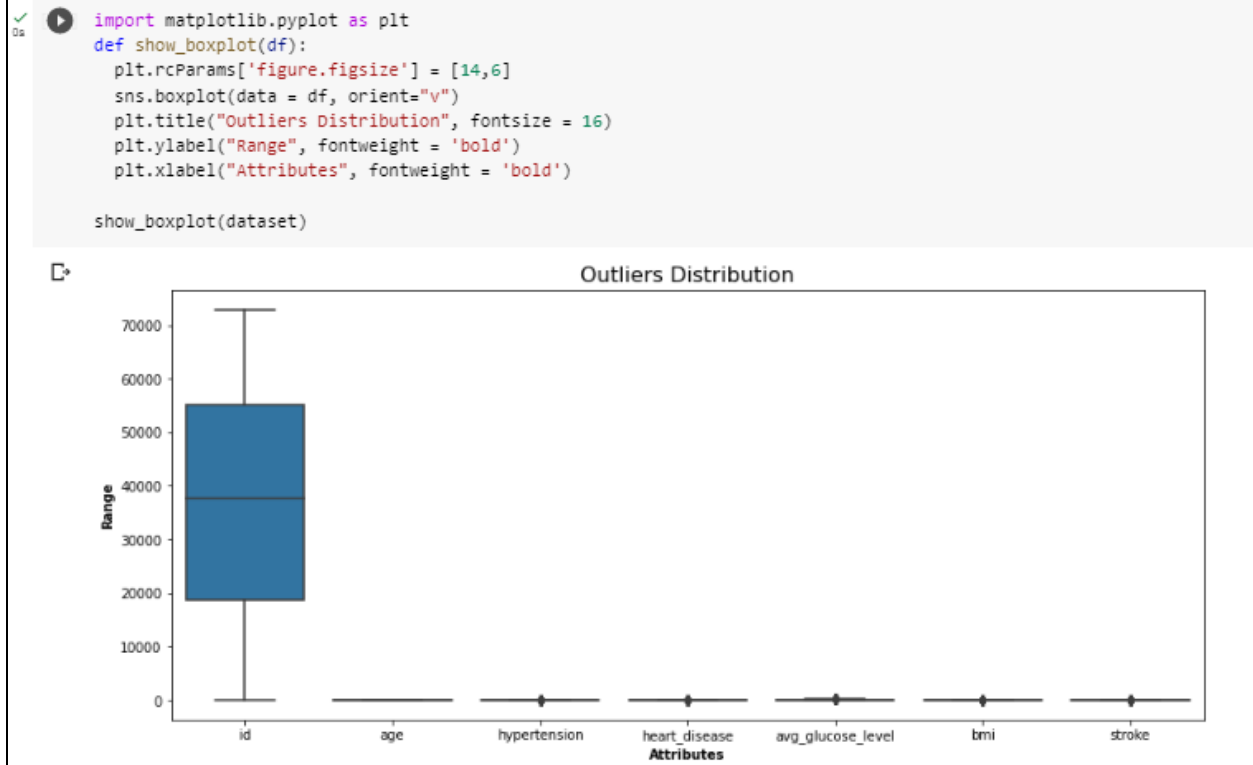 0s
import matplotlib.pyplot as plt
def show_boxplot(df):
  plt.rcParams['figure.figsize'] = [14,6]
  sns.boxplot(data = df, orient="v")
  plt.title("Outliers Distribution", fontsize = 16)
  plt.ylabel("Range", fontweight = 'bold')
  plt.xlabel("Attributes", fontweight = 'bold')
show_boxplot(dataset)
Outliers Distribution
70000
60000
50000
40000
30000
20000
10000
0
Range
id age hypertension heart_disease avg_glucose_level bmi stroke
Attributes